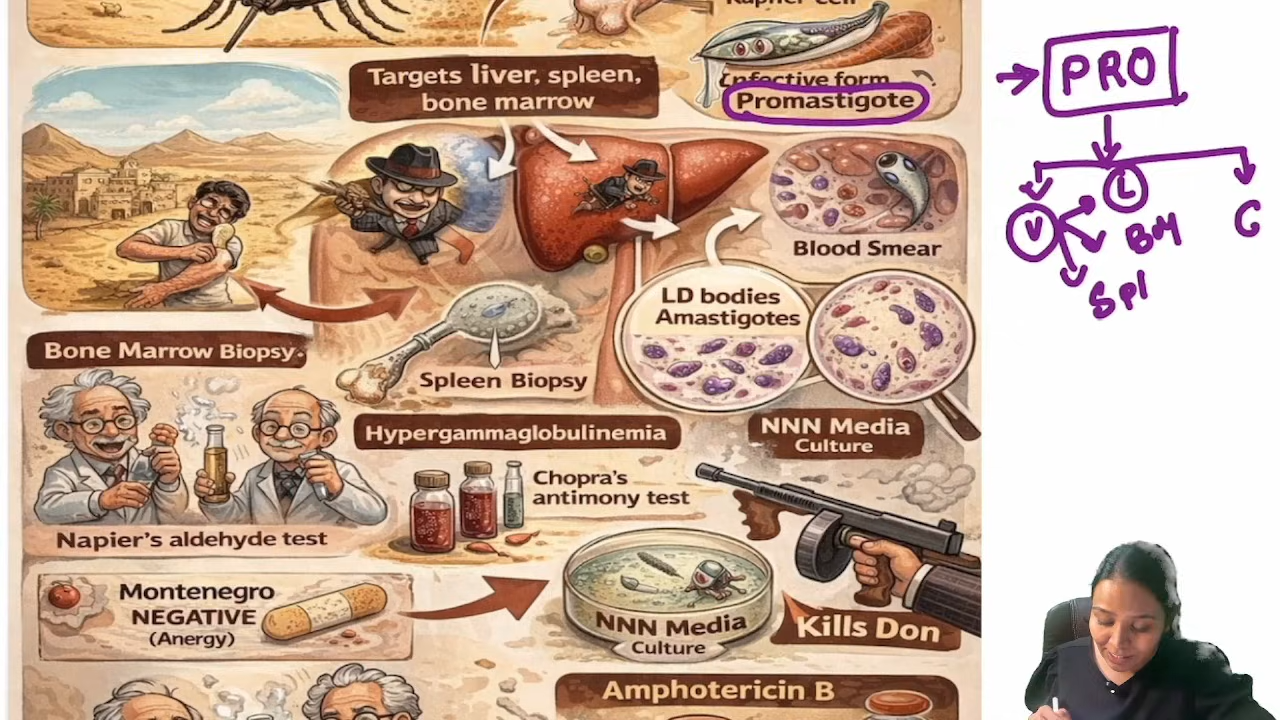 Kapffer Cell
Infective form
Promastigote
Targets liver, spleen,
bone marrow
PRO
V
L
C
BM
Spl
Blood Smear
LD bodies
Amastigotes
Bone Marrow Biopsy.
Spleen Biopsy
Hypergammaglobulinemia
NNN Media
Culture
Chopra's
antimony test
Napier's aldehyde test
Montenegro
NEGATIVE
(Anergy)
NNN Media
Culture
Kills Don
Amphotericin B